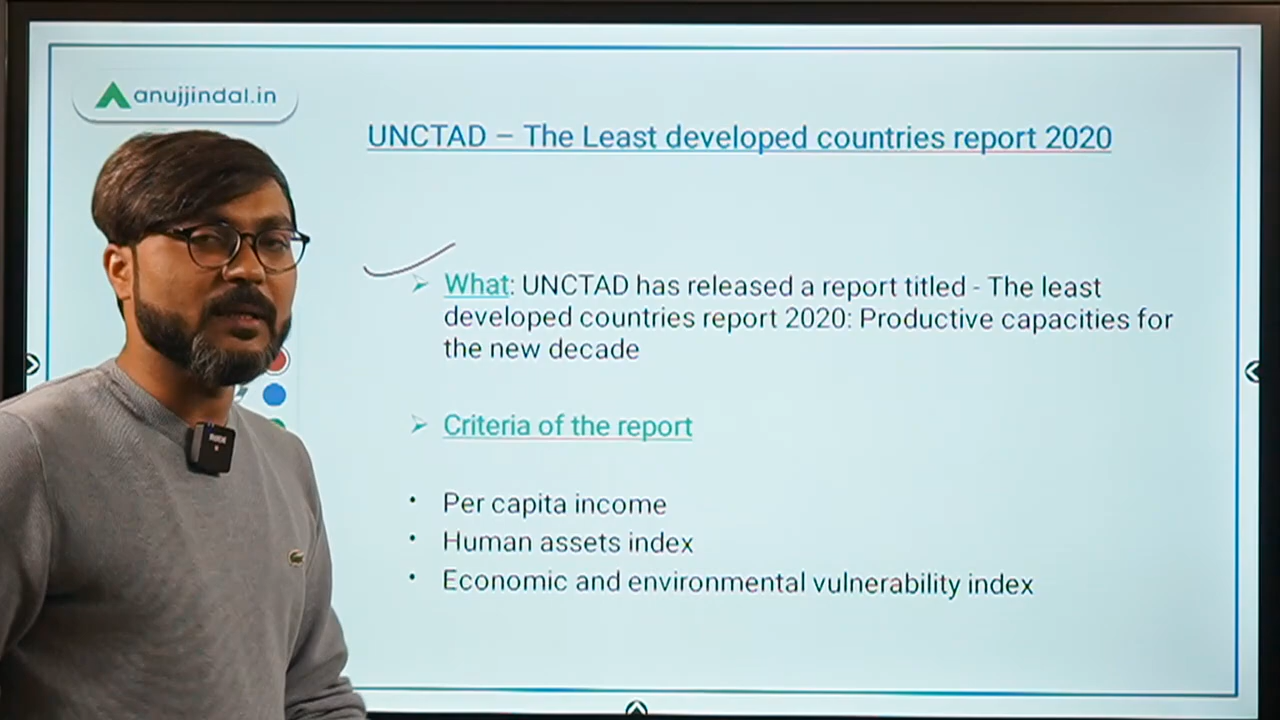 anujjindal.in
UNCTAD – The Least developed countries report 2020
What: UNCTAD has released a report titled - The least
developed countries report 2020: Productive capacities for
the new decade
Criteria of the report
Per capita income
Human assets index
Economic and environmental vulnerability index